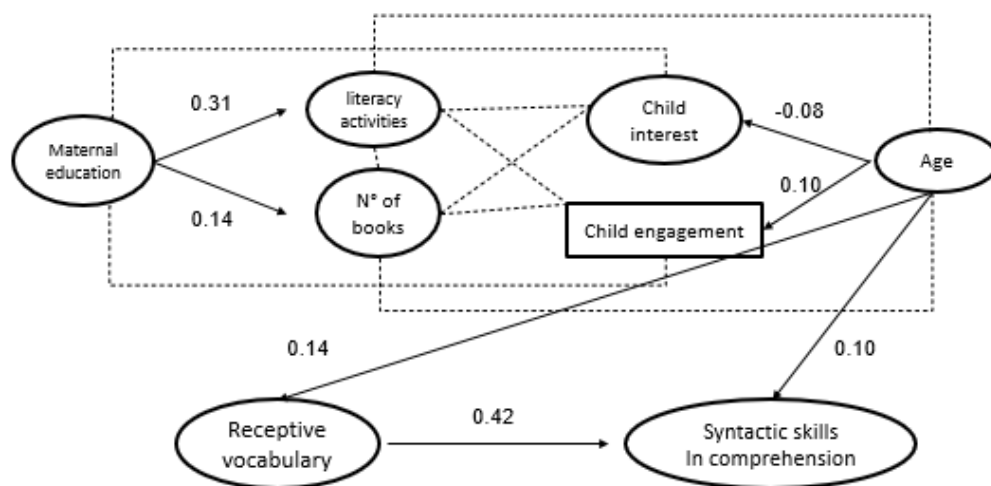 literacy
activities
0.31
Child
interest
-0.08
Maternal
education
Age
0.10
0.14
N° of
books
Child engagement
0.14
0.10
0.42
Receptive
vocabulary
Syntactic skills
In comprehension